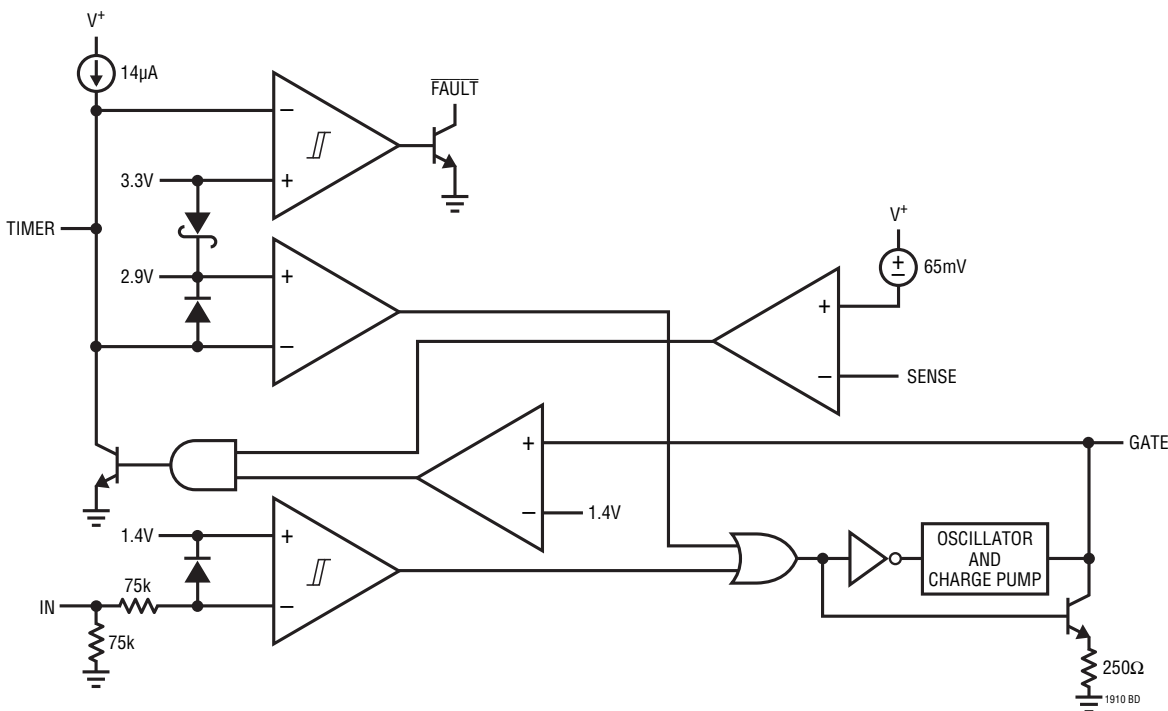 V+
14µA
FAULT
−
3.3V
+
TIMER
V+
2.9V
+
+
−
65mV
+
−
−
SENSE
+
GATE
1.4V
+
−
1.4V
OSCILLATOR
AND
CHARGE PUMP
75k
IN
−
75k
250Ω
1910 BD